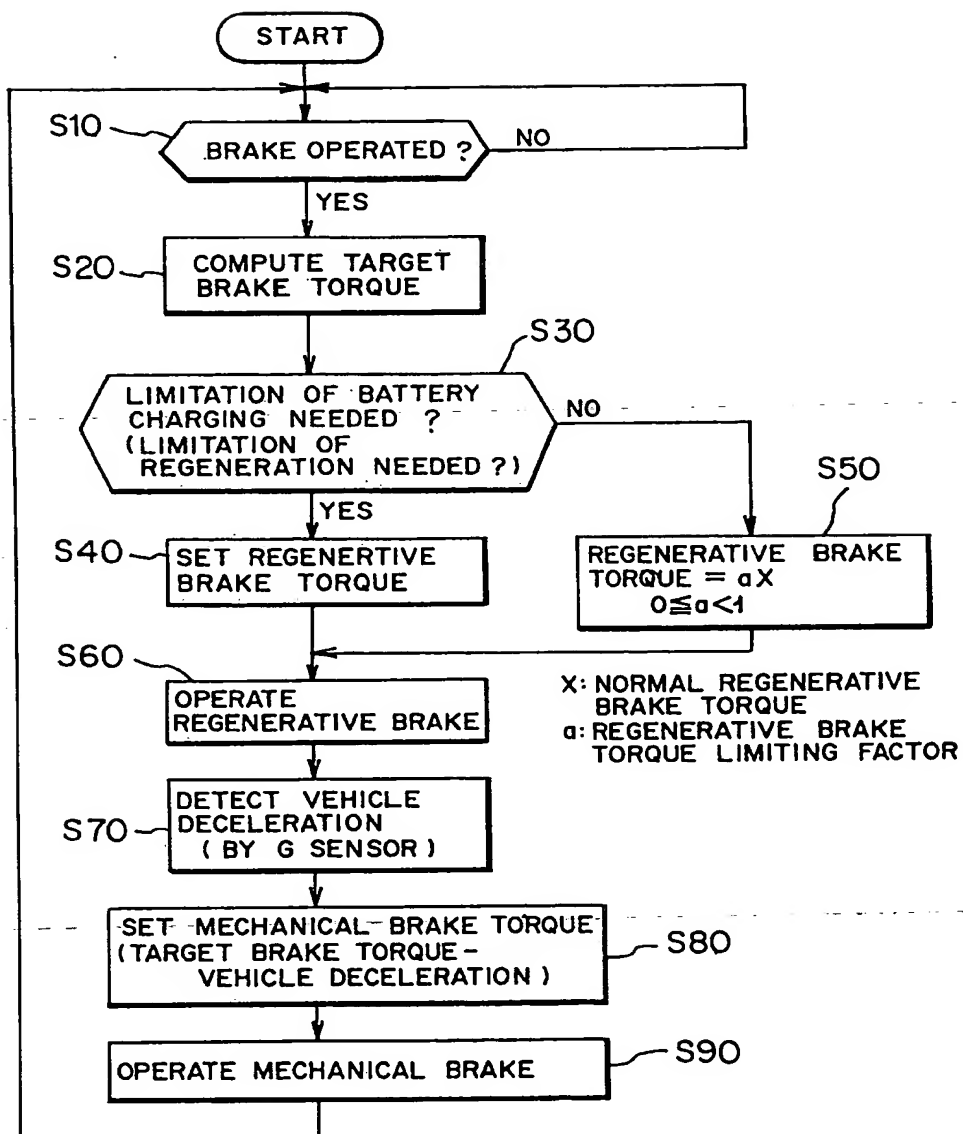 START
S10
BRAKE OPERATED ?
NO
YES
S20
COMPUTE TARGET
BRAKE TORQUE
S30
LIMITATION OF BATTERY
CHARGING NEEDED ?
(LIMITATION OF
REGENERATION NEEDED ?)
NO
YES
S40
SET REGENERTIVE
BRAKE TORQUE
S50
REGENERATIVE BRAKE
TORQUE = aX
0≦a<1
S60
OPERATE
REGENERATIVE BRAKE
X: NORMAL REGENERATIVE
BRAKE TORQUE
a: REGENERATIVE BRAKE
TORQUE LIMITING FACTOR
S70
DETECT VEHICLE
DECELERATION
( BY G SENSOR )
S80
SET MECHANICAL-BRAKE TORQUE
(TARGET BRAKE TORQUE-
VEHICLE DECELERATION )
S90
OPERATE MECHANICAL BRAKE